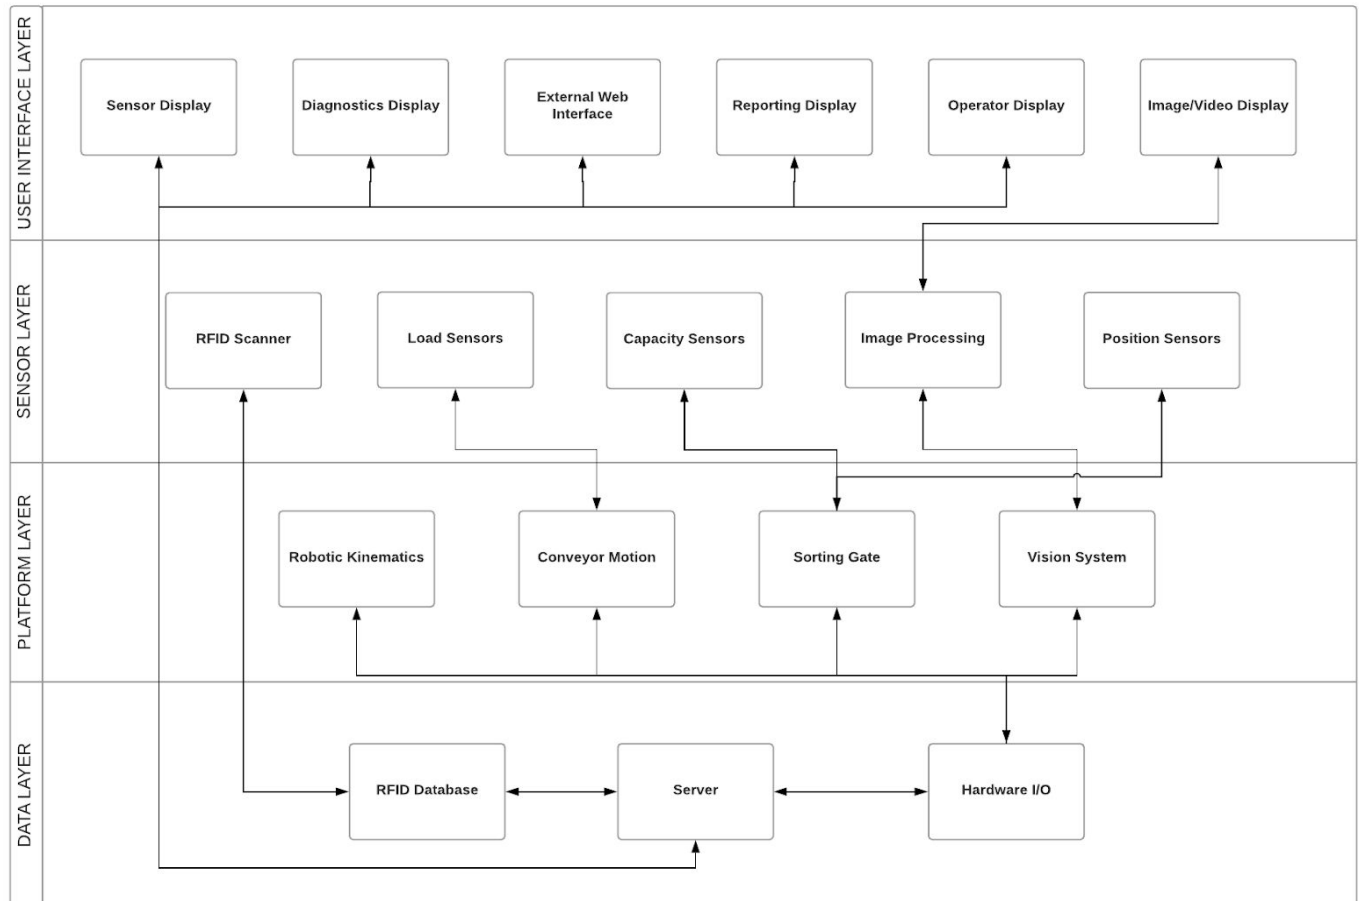 USER INTERFACE LAYER
Sensor Display
Diagnostics Display
External Web
Interface
Reporting Display
Operator Display
Image/Video Display
SENSOR LAYER
RFID Scanner
Load Sensors
Capacity Sensors
Image Processing
Position Sensors
PLATFORM LAYER
Robotic Kinematics
Conveyor Motion
Sorting Gate
Vision System
DATA LAYER
RFID Database
Server
Hardware I/O